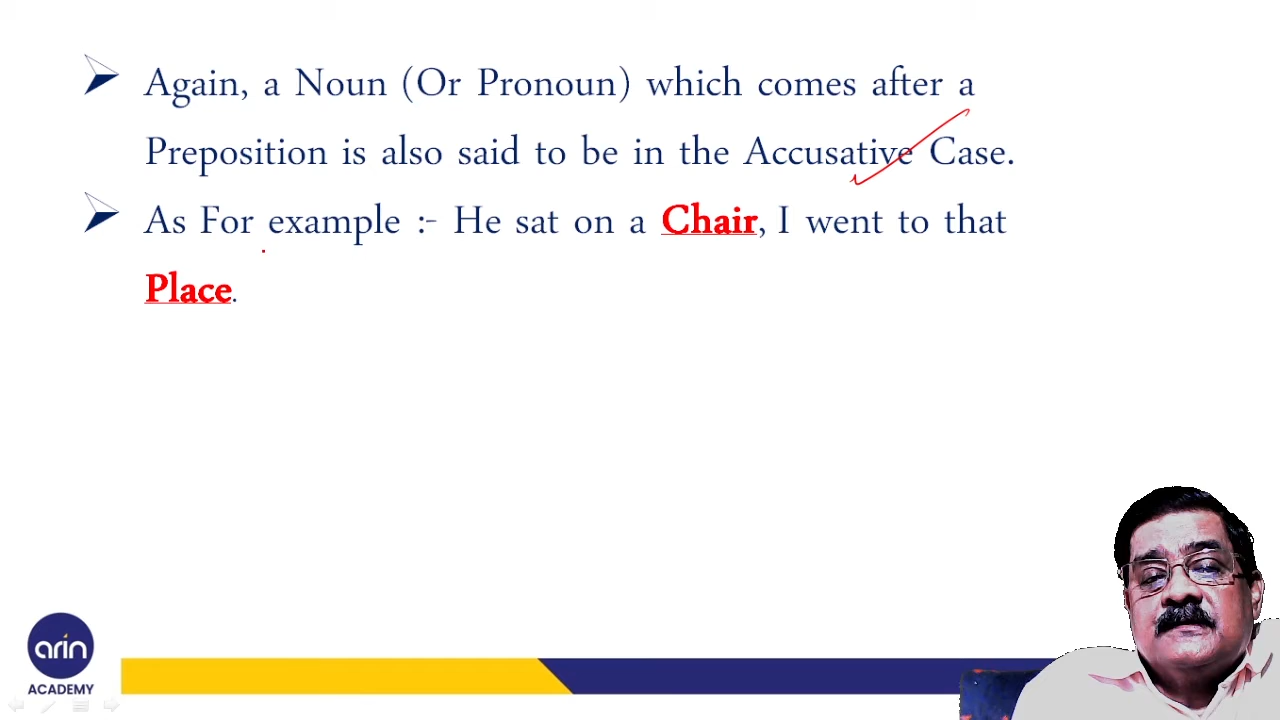 Again, a Noun (Or Pronoun) which comes after a
Preposition is also said to be in the Accusative Case.
As For example :- He sat on a Chair, I went to that
Place.
arin
ACADEMY